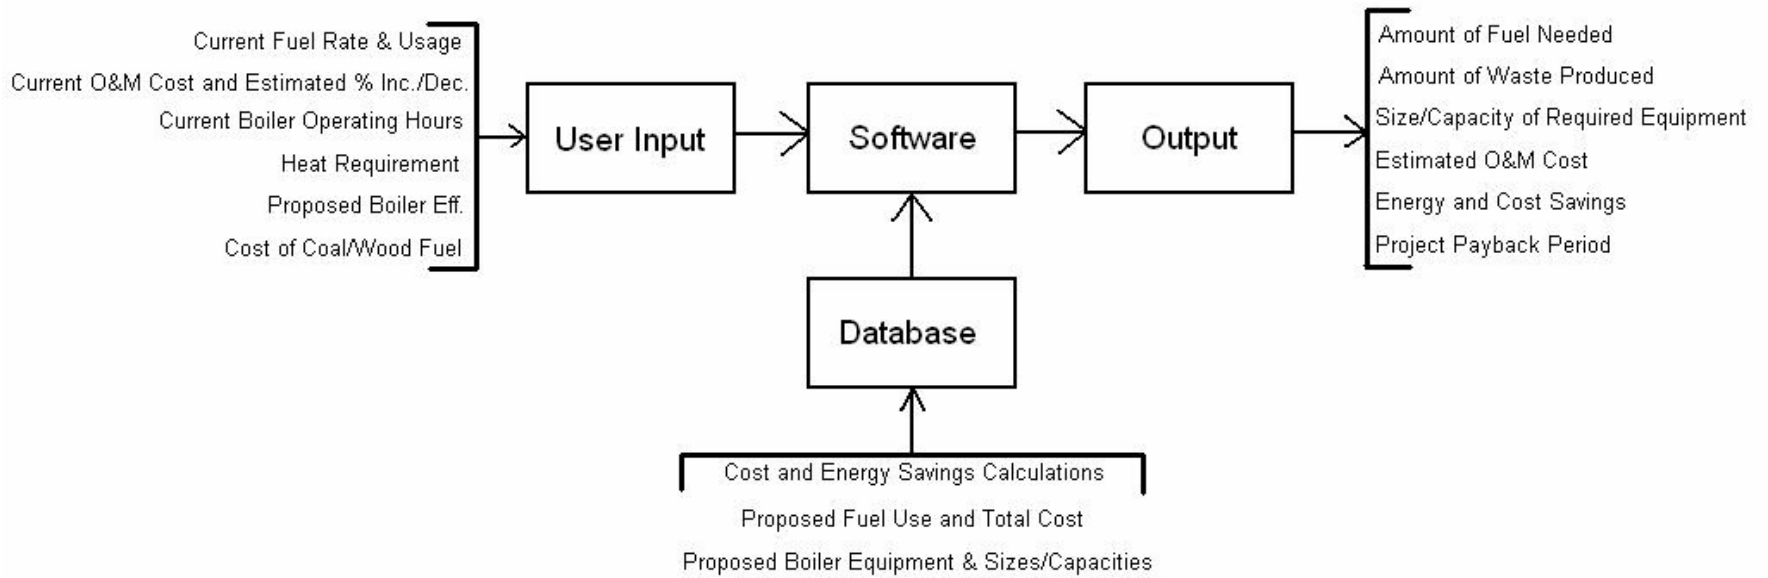 Current Fuel Rate & Usage
Current O&M Cost and Estimated % Inc./Dec.
Current Boiler Operating Hours
Heat Requirement
Proposed Boiler Eff.
Cost of Coal/Wood Fuel
User Input
Software
Output
Amount of Fuel Needed
Amount of Waste Produced
Size/Capacity of Required Equipment
Estimated O&M Cost
Energy and Cost Savings
Project Payback Period
Database
Cost and Energy Savings Calculations
Proposed Fuel Use and Total Cost
Proposed Boiler Equipment & Sizes/Capacities